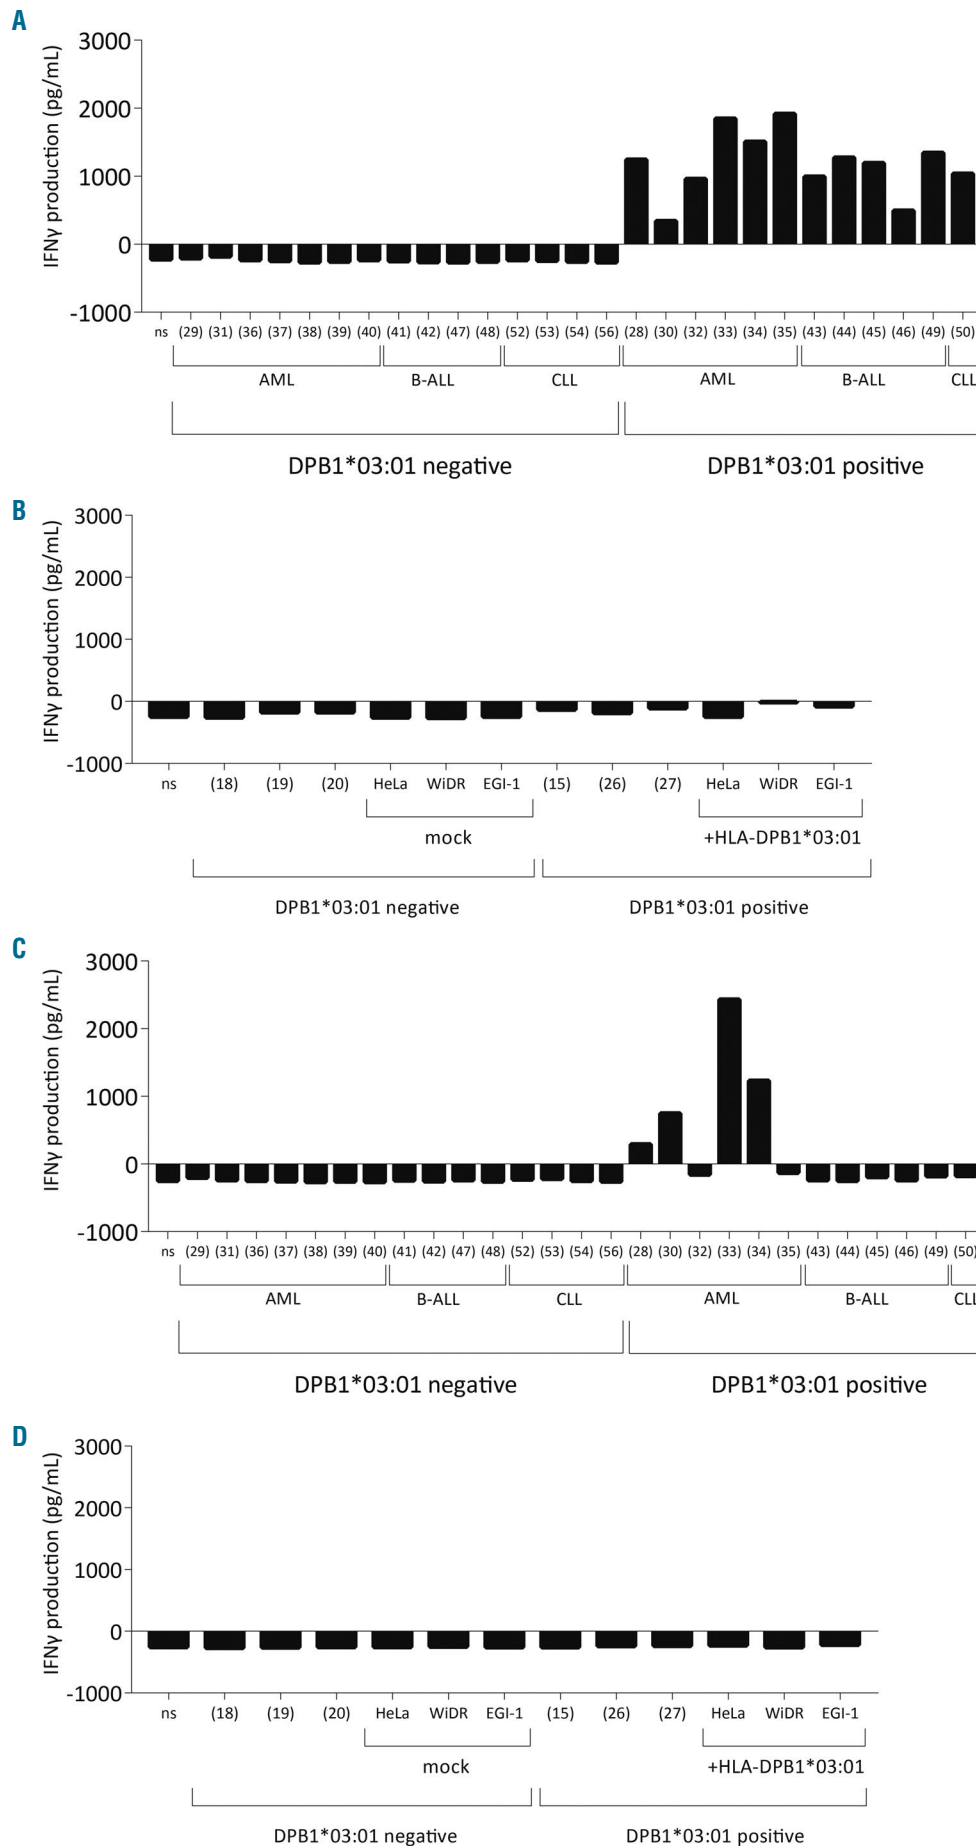 A
IFNγ production (pg/mL)
3000
2000
1000
0
-1000
ns (29) (31) (36) (37) (38) (39) (40) (41) (42) (47) (48) (52) (53) (54) (56) (28) (30) (32) (33) (34) (35) (43) (44) (45) (46) (49) (50)
AML B-ALL CLL AML B-ALL CLL
DPB1*03:01 negative DPB1*03:01 positive
B
IFNγ production (pg/mL)
3000
2000
1000
0
-1000
ns (18) (19) (20) HeLa WiDR EGI-1 (15) (26) (27) HeLa WiDR EGI-1
mock +HLA-DPB1*03:01
DPB1*03:01 negative DPB1*03:01 positive
C
IFNγ production (pg/mL)
3000
2000
1000
0
-1000
ns (29) (31) (36) (37) (38) (39) (40) (41) (42) (47) (48) (52) (53) (54) (56) (28) (30) (32) (33) (34) (35) (43) (44) (45) (46) (49) (50)
AML B-ALL CLL AML B-ALL CLL
DPB1*03:01 negative DPB1*03:01 positive
D
IFNγ production (pg/mL)
3000
2000
1000
0
-1000
ns (18) (19) (20) HeLa WiDR EGI-1 (15) (26) (27) HeLa WiDR EGI-1
mock +HLA-DPB1*03:01
DPB1*03:01 negative DPB1*03:01 positive